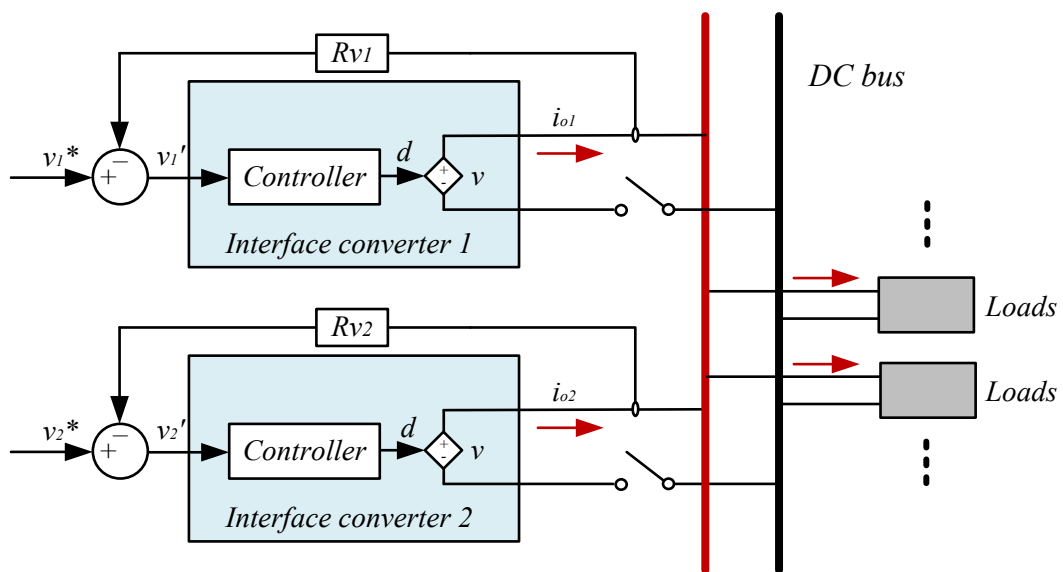 Rv1
DC bus
v1* + − v1′ Controller d + - v io1
Interface converter 1
Loads
Rv2
Loads
v2* + − v2′ Controller d + - v io2
Interface converter 2